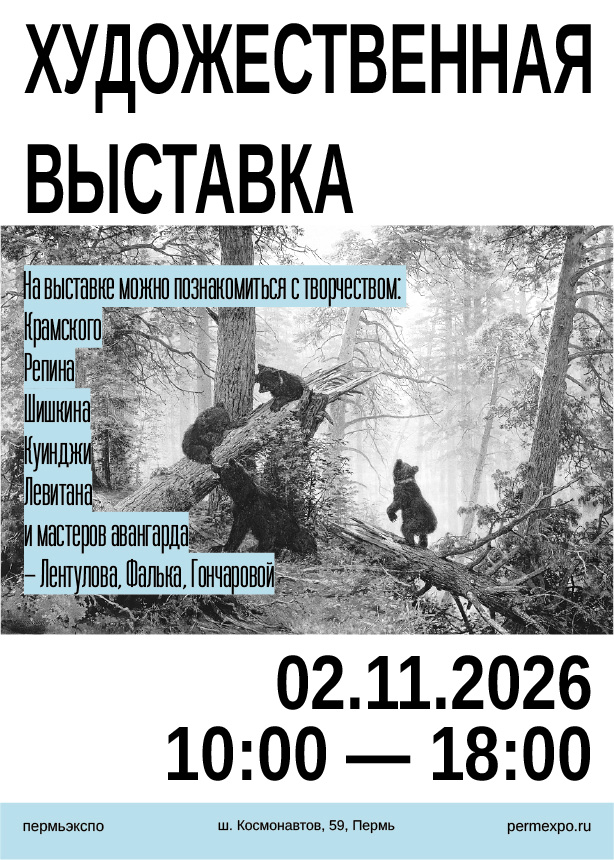 ХУДОЖЕСТВЕННАЯ
ВЫСТАВКА
На выставке можно познакомиться с творчеством:
Крамского
Репина
Шишкина
Куинджи
Левитана
и мастеров авангарда
– Лентулова, Фалька, Гончаровой
02.11.2026
10:00 — 18:00
пермьэкспо
ш. Космонавтов, 59, Пермь
permexpo.ru